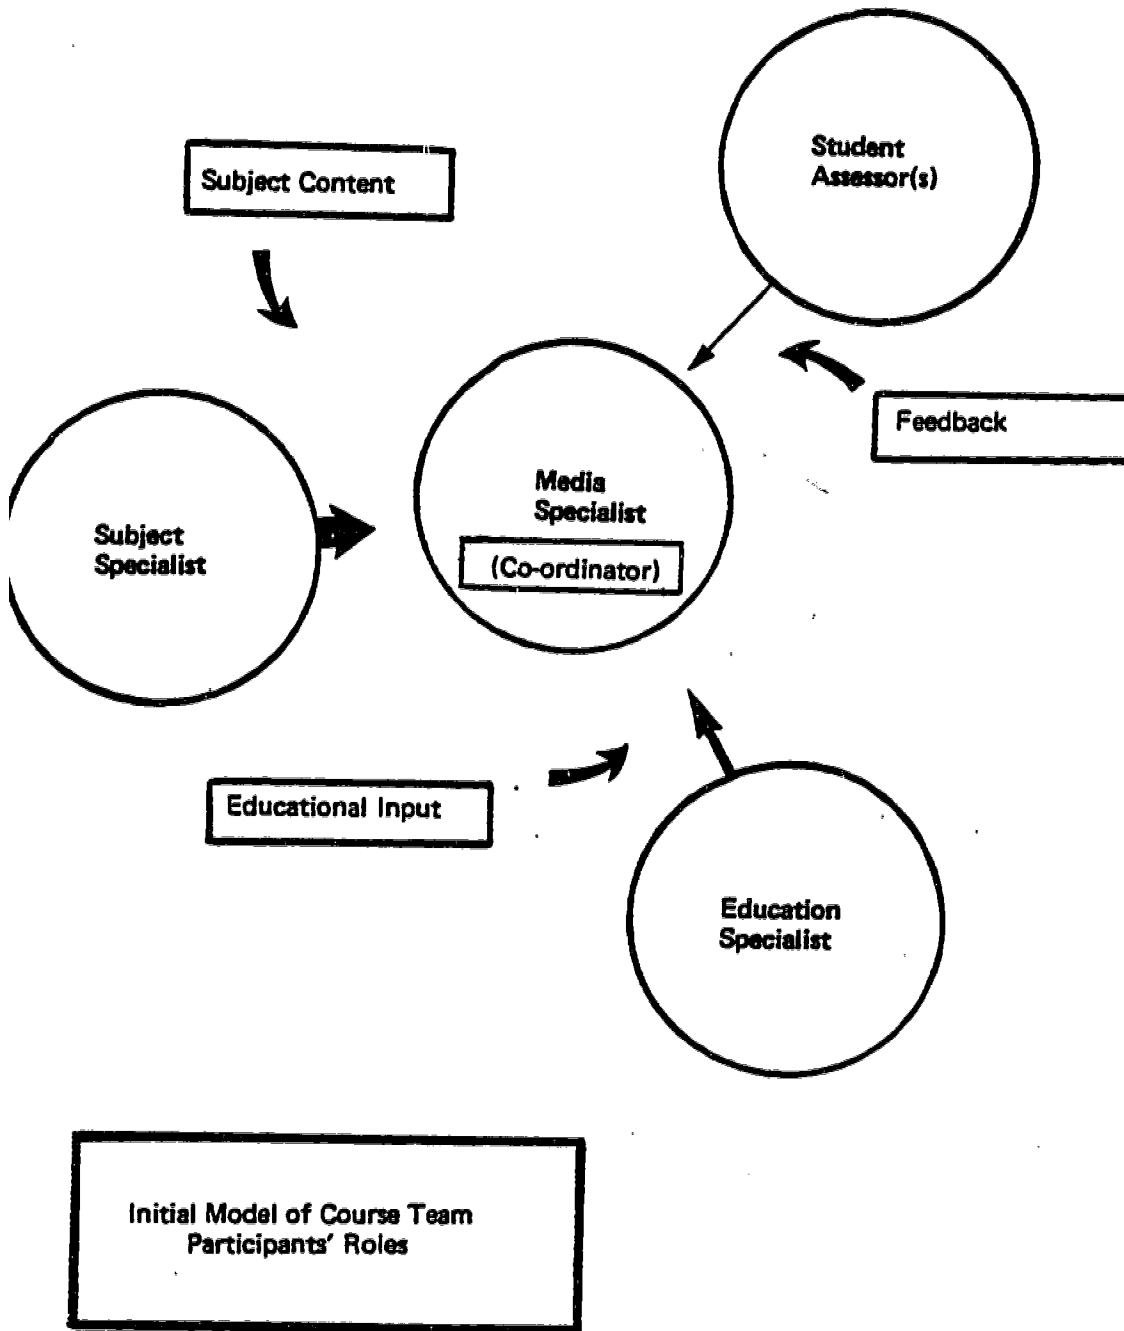 Student
Assessor(s)
Subject Content
Feedback
Media
Specialist
(Co-ordinator)
Subject
Specialist
Educational Input
Education
Specialist
Initial Model of Course Team
Participants' Roles